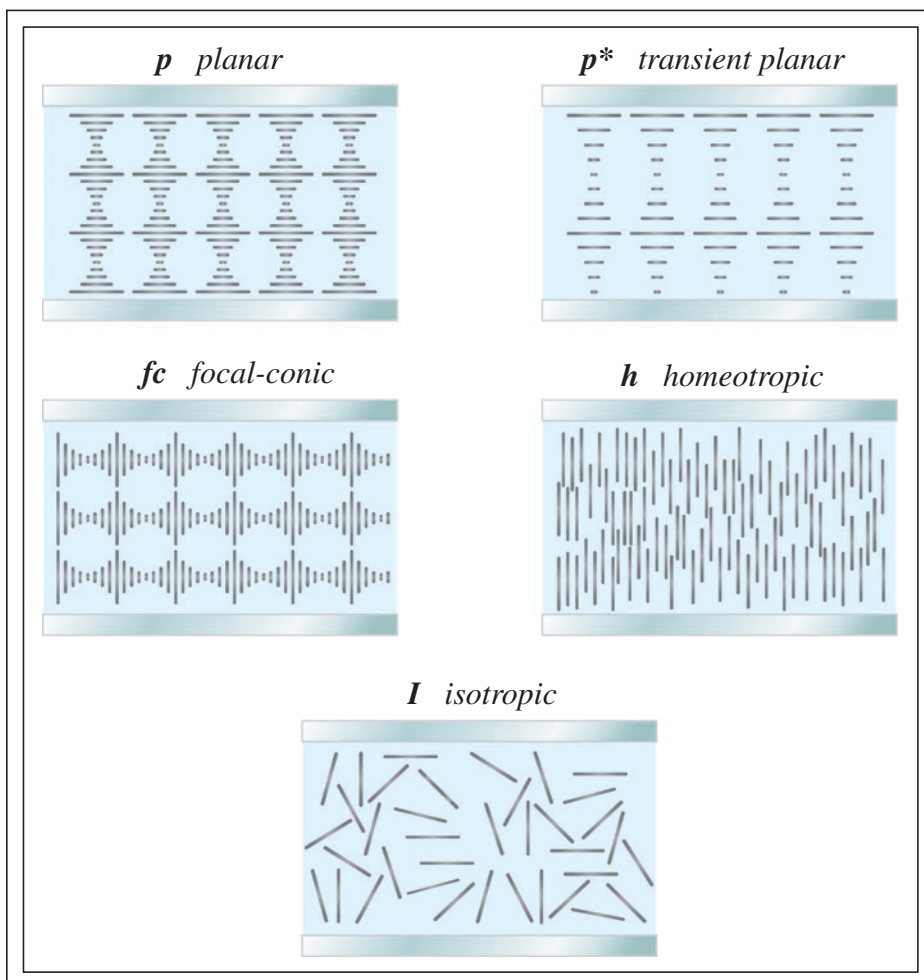 p planar
p* transient planar
fc focal-conic
h homeotropic
I isotropic